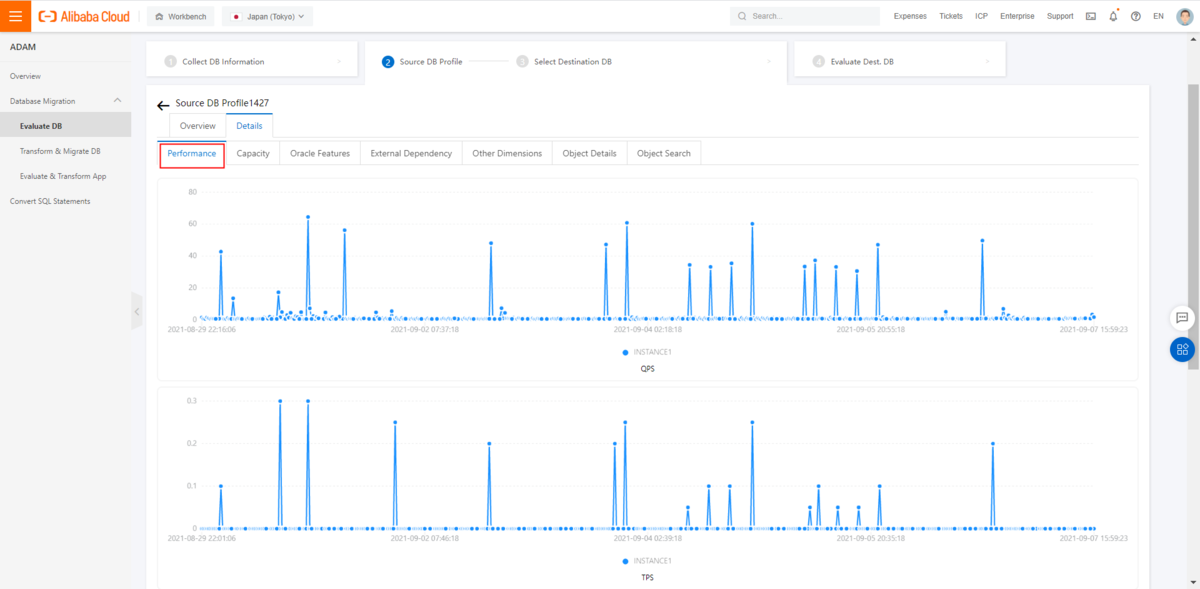 Alibaba Cloud
Workbench
Japan (Tokyo)
Search...
Expenses
Tickets
ICP
Enterprise
Support
EN
ADAM
Overview
Database Migration
Evaluate DB
Transform & Migrate DB
Evaluate & Transform App
Convert SQL Statements
1 Collect DB Information
2 Source DB Profile
3 Select Destination DB
4 Evaluate Dest. DB
Source DB Profile1427
Overview
Details
Performance
Capacity
Oracle Features
External Dependency
Other Dimensions
Object Details
Object Search
80
60
40
20
0
2021-08-29 22:16:06
2021-09-02 07:37:18
2021-09-04 02:18:18
2021-09-05 20:55:18
2021-09-07 15:59:23
INSTANCE1
QPS
0.3
0.2
0.1
0
2021-08-29 22:01:06
2021-09-02 07:46:18
2021-09-04 02:39:18
2021-09-05 20:35:18
2021-09-07 15:59:23
INSTANCE1
TPS